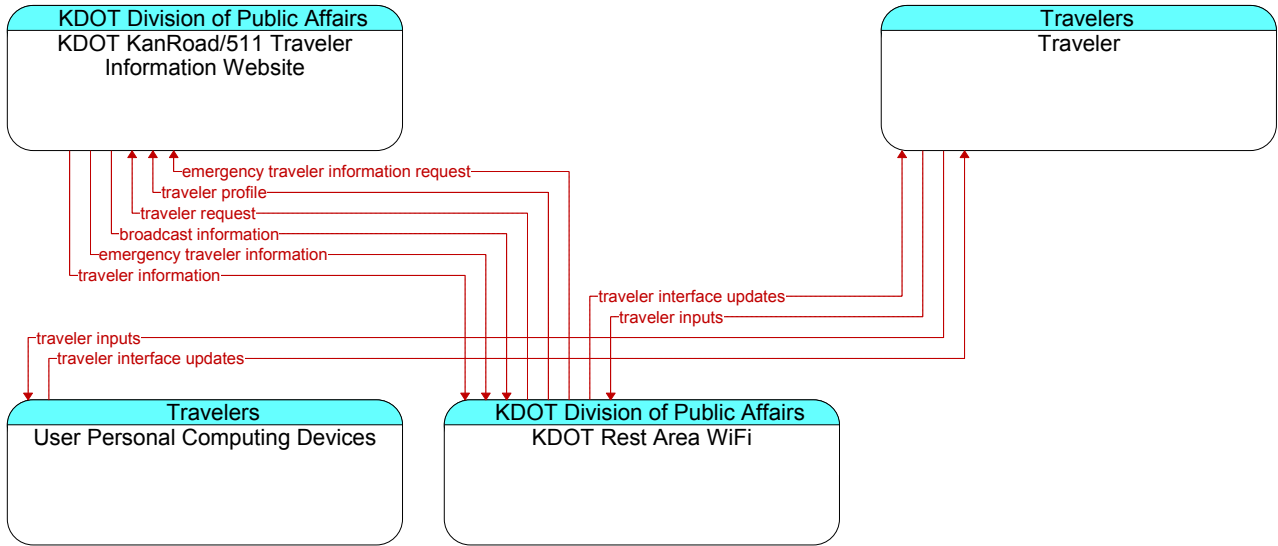 KDOT Division of Public Affairs
KDOT KanRoad/511 Traveler
Information Website
Travelers
Traveler
emergency traveler information request
traveler profile
traveler request
broadcast information
emergency traveler information
traveler information
traveler interface updates
traveler inputs
traveler inputs
traveler interface updates
Travelers
User Personal Computing Devices
KDOT Division of Public Affairs
KDOT Rest Area WiFi